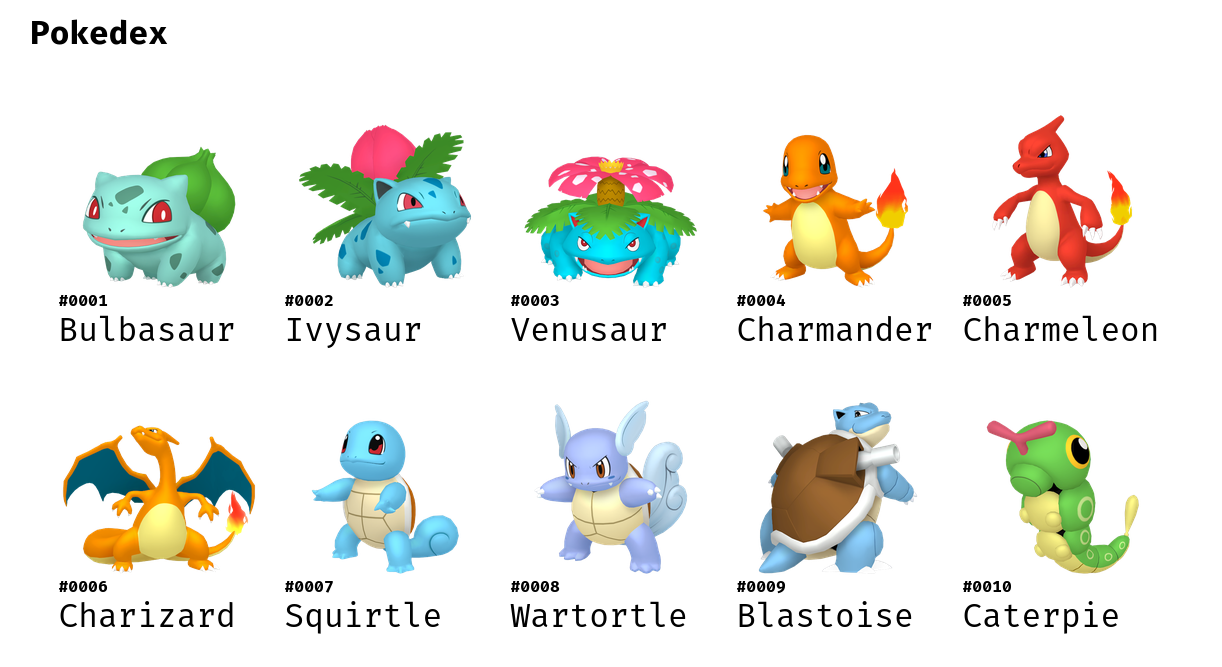 Pokedex
#0001
Bulbasaur
#0002
Ivysaur
#0003
Venusaur
#0004
Charmander
#0005
Charmeleon
#0006
Charizard
#0007
Squirtle
#0008
Wartortle
#0009
Blastoise
#0010
Caterpie